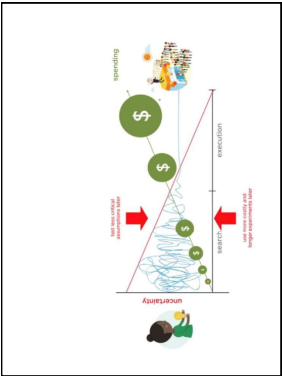 spending
$
$
$
$
$
test less critical
assumptions later
uncertainty
search
execution
use more costly and
longer experiments later